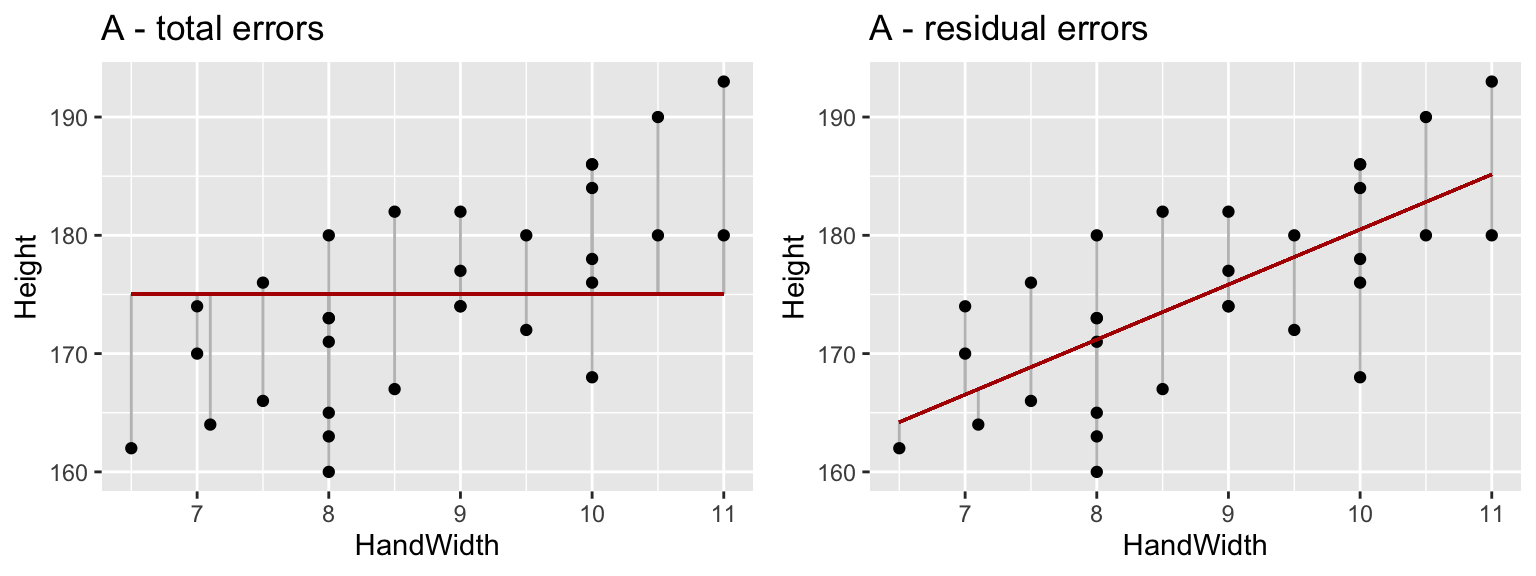 A - total errors
190
180
170
160
Height
7 8 9 10 11
HandWidth
A - residual errors
190
180
170
160
Height
7 8 9 10 11
HandWidth